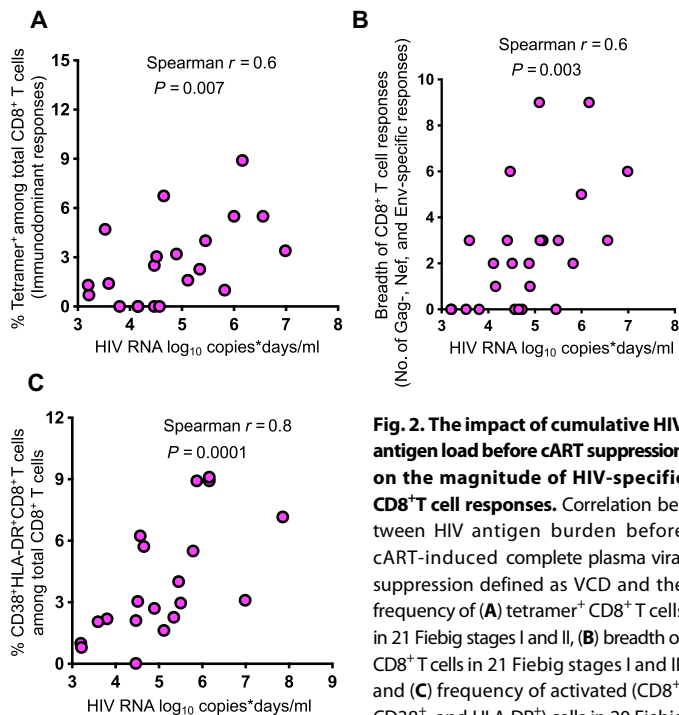 A
Spearman r = 0.6
P = 0.007
% Tetramer⁺ among total CD8⁺ T cells
(Immunodominant responses)
15
12
9
6
3
0
3 4 5 6 7 8
HIV RNA log₁₀ copies*days/ml
B
Spearman r = 0.6
P = 0.003
Breadth of CD8⁺ T cell responses
(No. of Gag-, Nef, and Env-specific responses)
10
8
6
4
2
0
3 4 5 6 7 8
HIV RNA log₁₀ copies*days/ml
C
Spearman r = 0.8
P = 0.0001
% CD38⁺HLA-DR⁺CD8⁺T cells
among total CD8⁺ T cells
12
9
6
3
0
3 4 5 6 7 8 9
HIV RNA log₁₀ copies*days/ml
Fig. 2. The impact of cumulative HIV
antigen load before cART suppression
on the magnitude of HIV-specific
CD8⁺T cell responses. Correlation be
tween HIV antigen burden before
cART-induced complete plasma vira
suppression defined as VCD and the
frequency of (A) tetramer⁺ CD8⁺ T cells
in 21 Fiebig stages I and II, (B) breadth o
CD8⁺ T cells in 21 Fiebig stages I and II
and (C) frequency of activated (CD8⁺
CD38⁺ and HLA-DR⁺) cells in 20 Fiebig